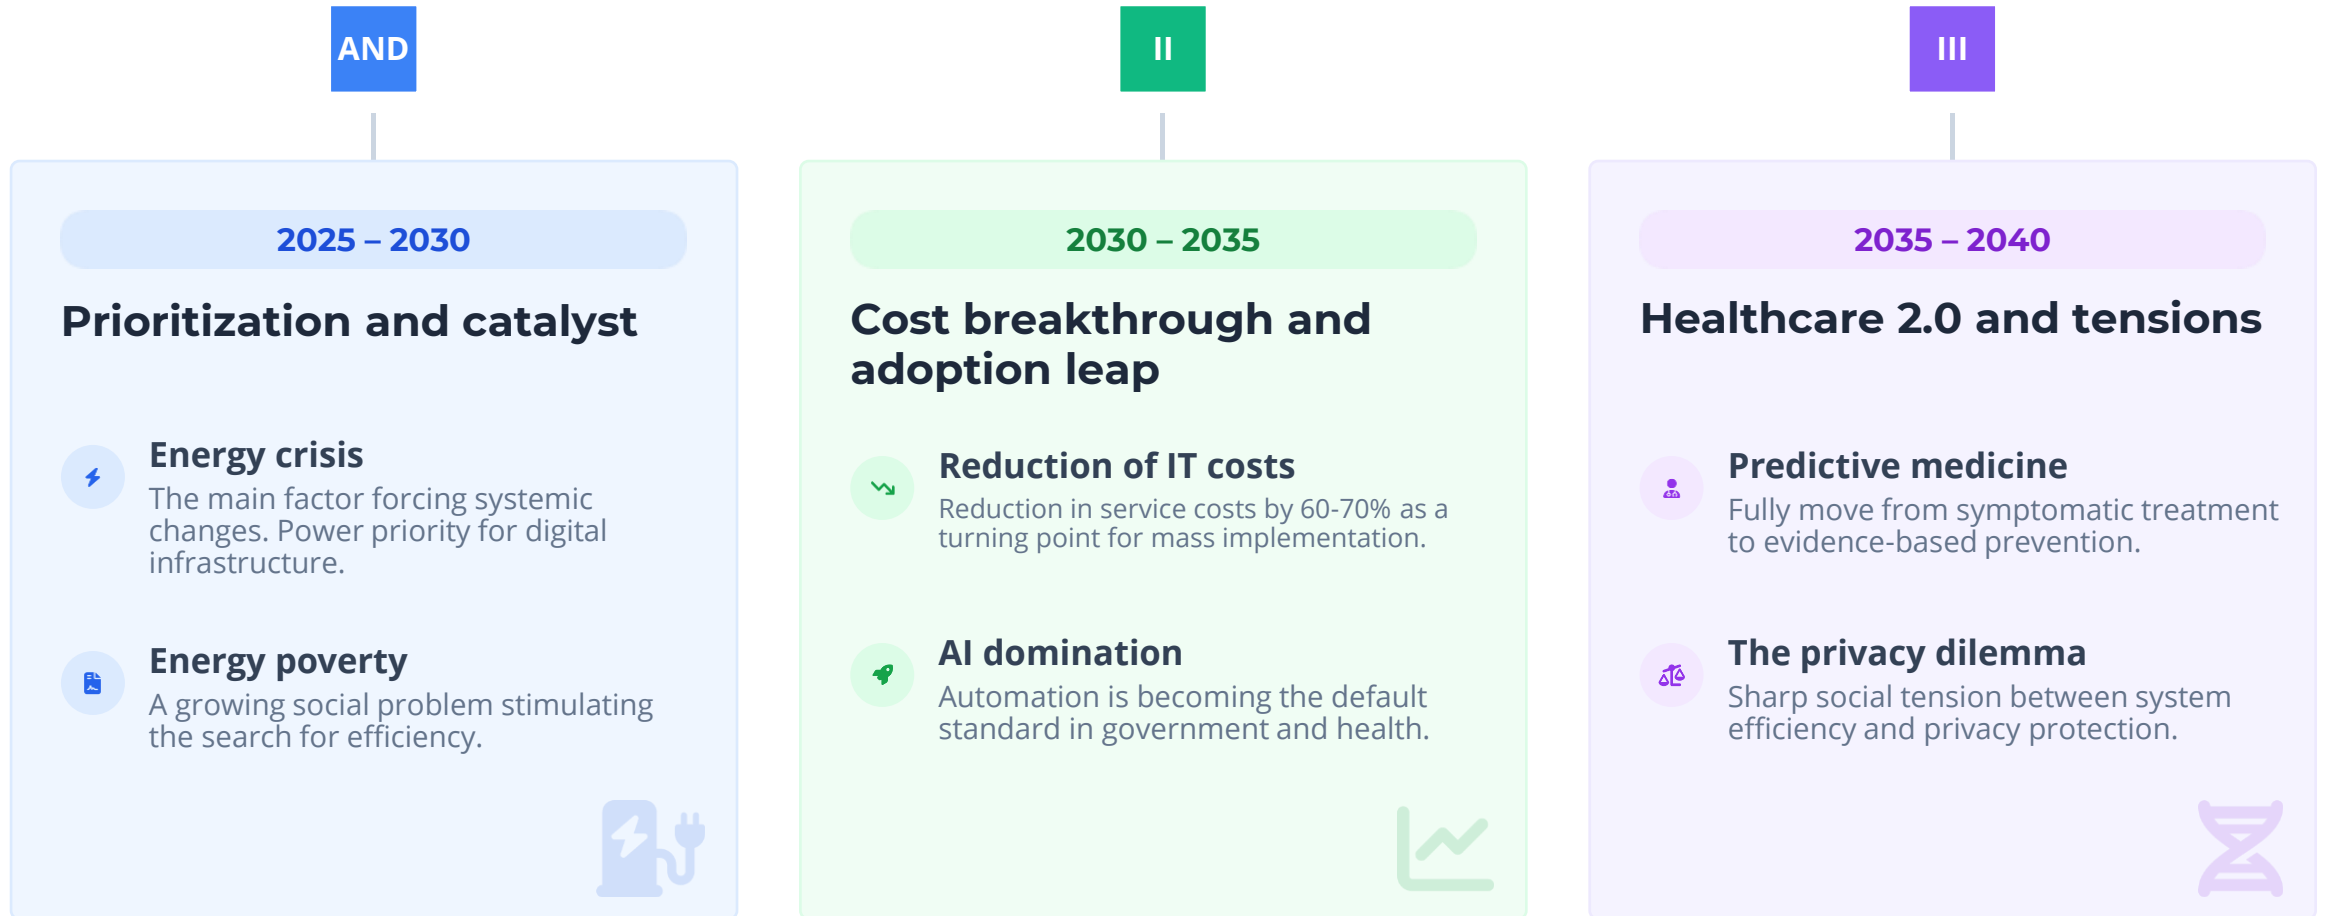 AND
2025 – 2030
Prioritization and catalyst
Energy crisis
The main factor forcing systemic
changes. Power priority for digital
infrastructure.
Energy poverty
A growing social problem stimulating
the search for efficiency.
II
2030 – 2035
Cost breakthrough and
adoption leap
Reduction of IT costs
Reduction in service costs by 60-70% as a
turning point for mass implementation.
AI domination
Automation is becoming the default
standard in government and health.
III
2035 – 2040
Healthcare 2.0 and tensions
Predictive medicine
Fully move from symptomatic treatment
to evidence-based prevention.
The privacy dilemma
Sharp social tension between system
efficiency and privacy protection.